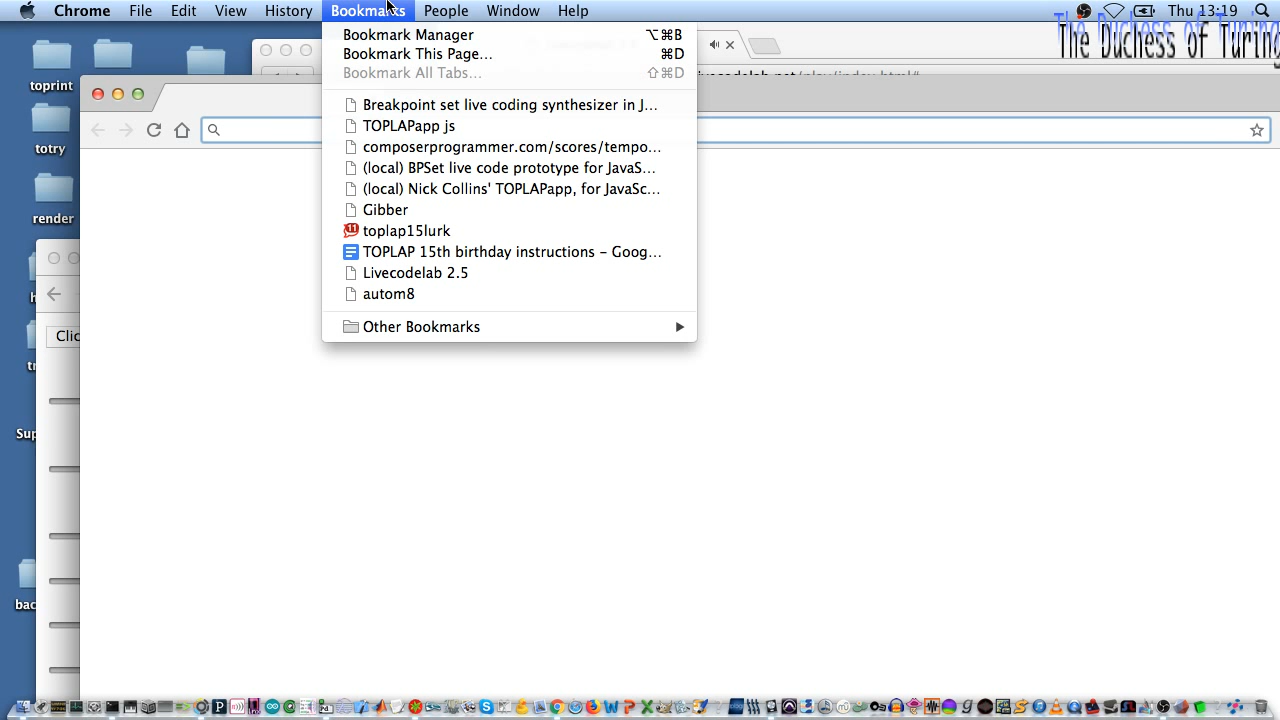 Chrome File Edit View History Bookmarks People Window Help Thu 13:19
The Duchess of Turing
Bookmark Manager ⌥⌘B
Bookmark This Page... ⌘D
Bookmark All Tabs... ⇧⌘D
Breakpoint set live coding synthesizer in J...
TOPLAPapp js
composerprogrammer.com/scores/tempo...
(local) BPSet live code prototype for JavaS...
(local) Nick Collins' TOPLAPapp, for JavaSc...
Gibber
toplap15lurk
TOPLAP 15th birthday instructions – Goog...
Livecodelab 2.5
autom8
Other Bookmarks
toprint
totry
render
Clic
Sup
bac